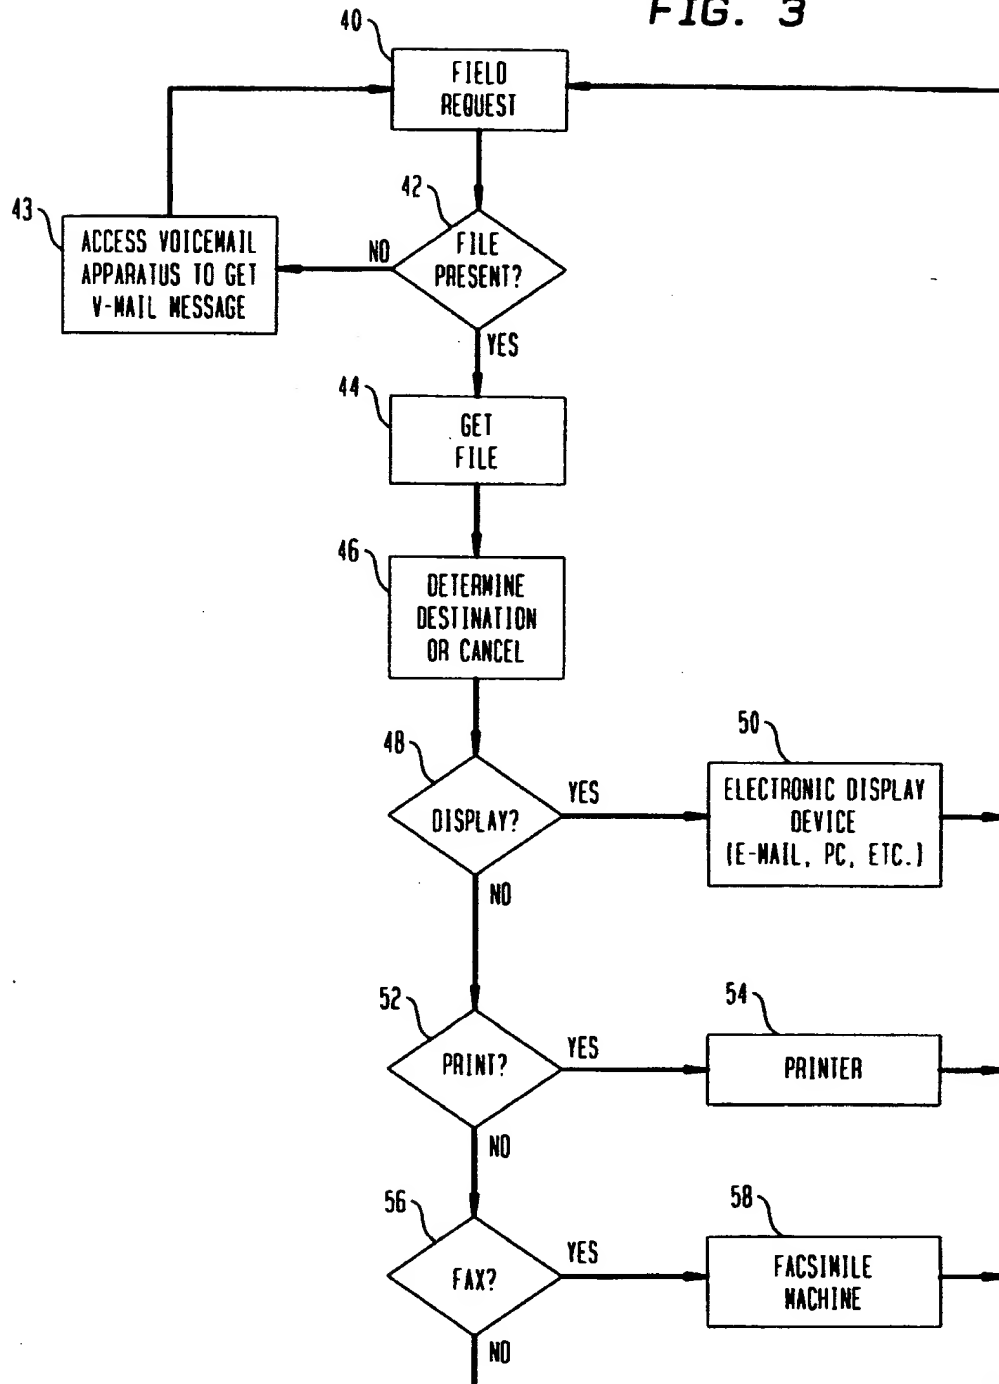 FIG. 3
40
FIELD
REQUEST
42
FILE
PRESENT?
NO
43
ACCESS VOICEMAIL
APPARATUS TO GET
V-MAIL MESSAGE
YES
44
GET
FILE
46
DETERMINE
DESTINATION
OR CANCEL
48
DISPLAY?
YES
50
ELECTRONIC DISPLAY
DEVICE
(E-MAIL, PC, ETC.)
NO
52
PRINT?
YES
54
PRINTER
NO
56
FAX?
YES
58
FACSIMILE
MACHINE
NO